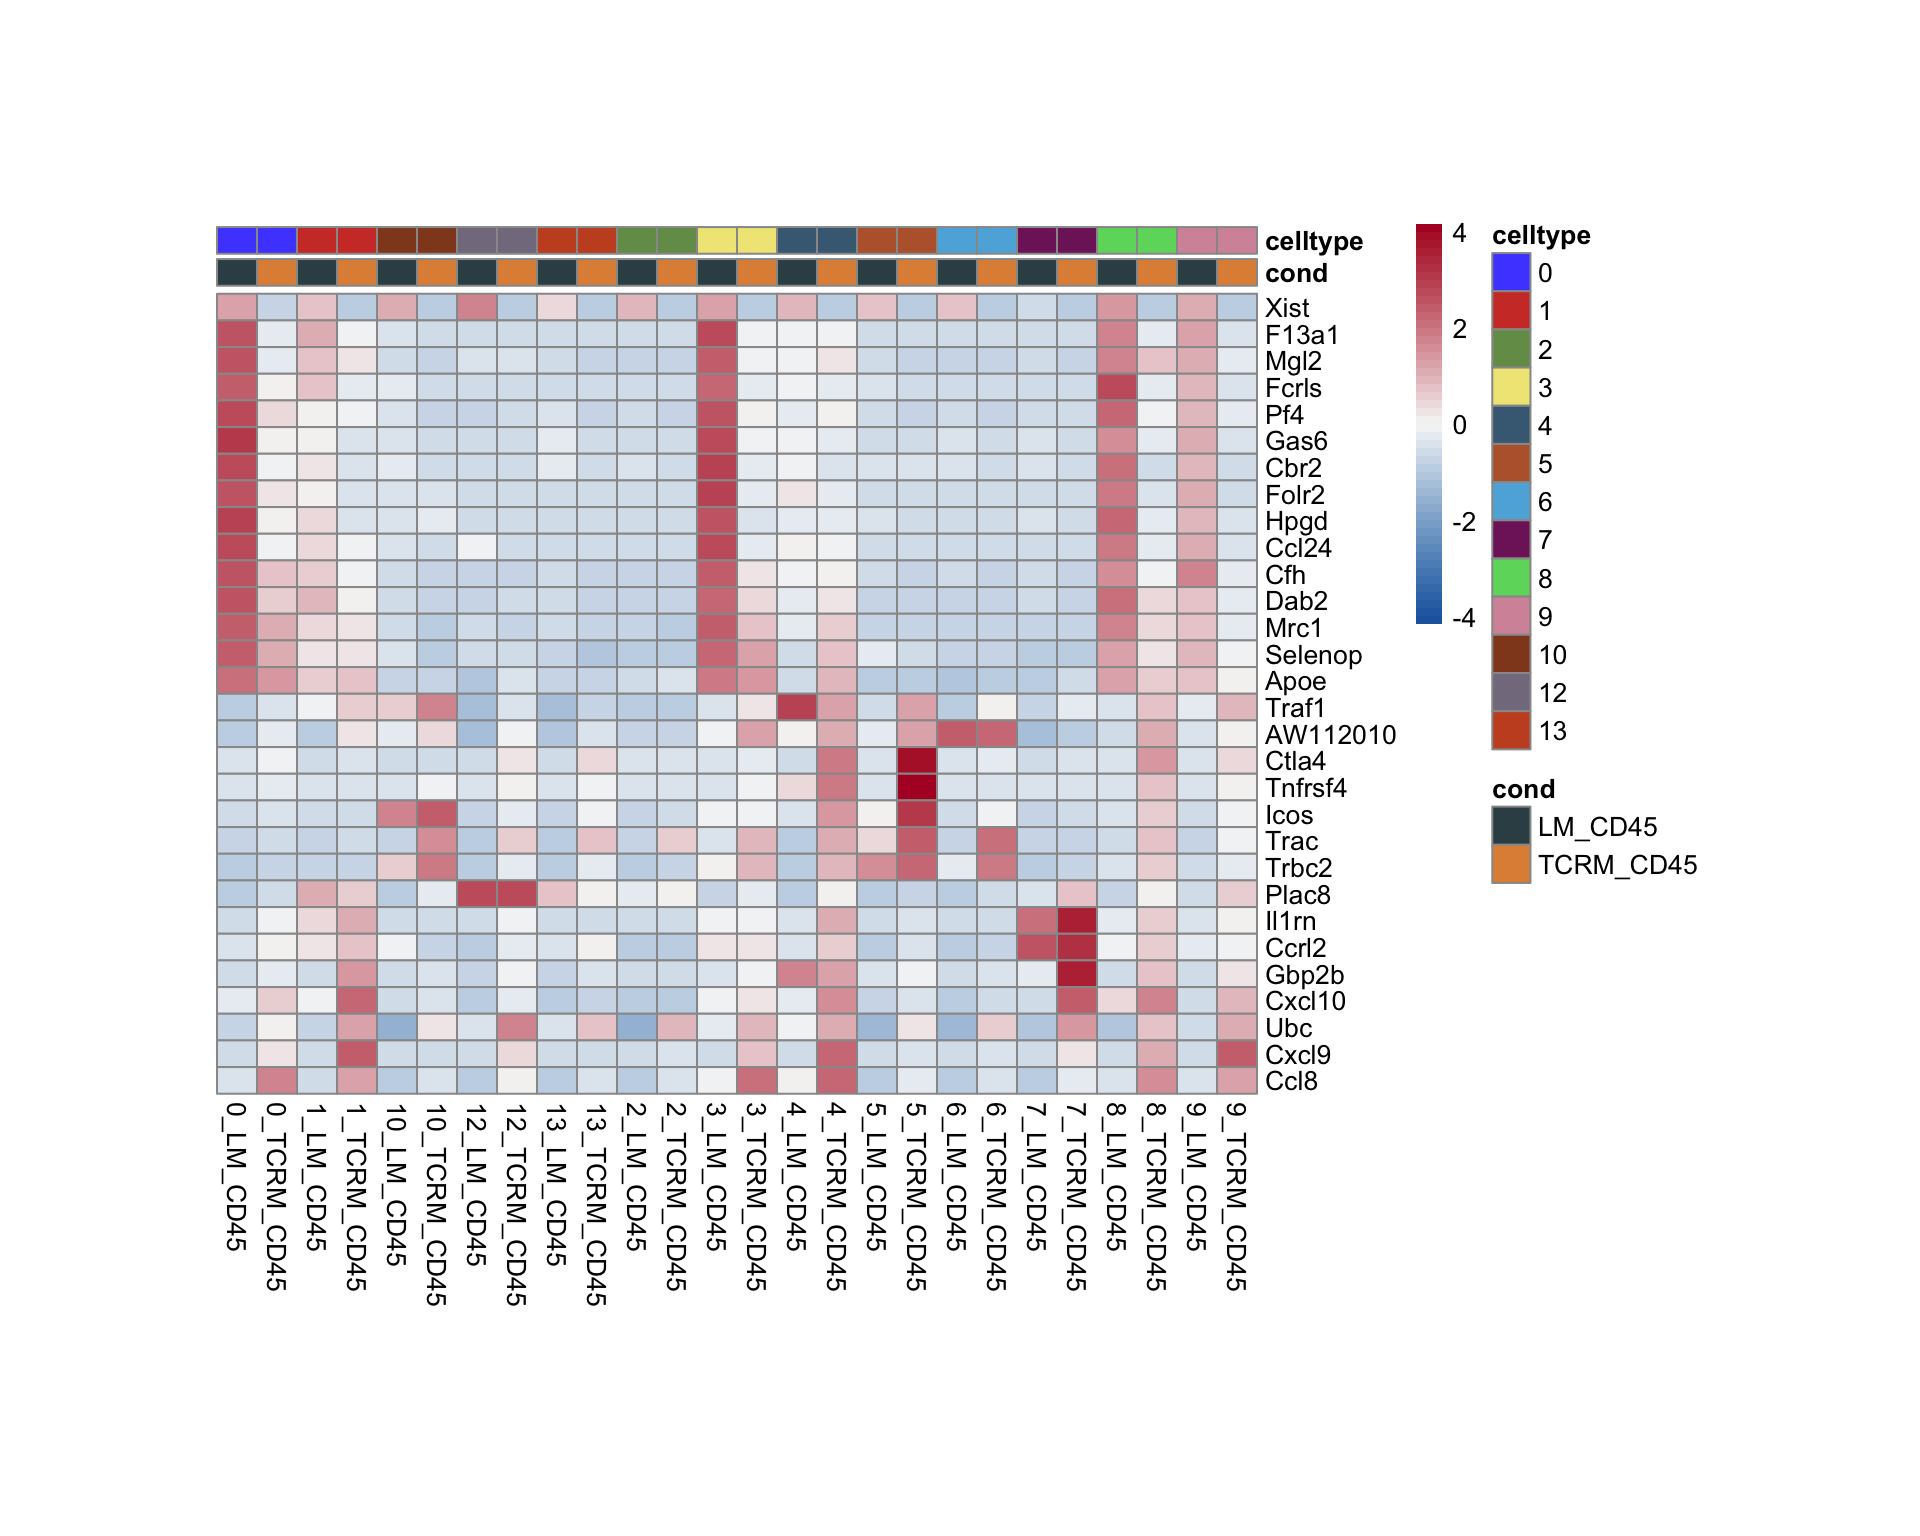 celltype
cond
Xist
F13a1
Mgl2
Fcrls
Pf4
Gas6
Cbr2
Folr2
Hpgd
Ccl24
Cfh
Dab2
Mrc1
Selenop
Apoe
Traf1
AW112010
Ctla4
Tnfrsf4
Icos
Trac
Trbc2
Plac8
Il1rn
Ccrl2
Gbp2b
Cxcl10
Ubc
Cxcl9
Ccl8
0_LM_CD45
0_TCRM_CD45
1_LM_CD45
1_TCRM_CD45
10_LM_CD45
10_TCRM_CD45
12_LM_CD45
12_TCRM_CD45
13_LM_CD45
13_TCRM_CD45
2_LM_CD45
2_TCRM_CD45
3_LM_CD45
3_TCRM_CD45
4_LM_CD45
4_TCRM_CD45
5_LM_CD45
5_TCRM_CD45
6_LM_CD45
6_TCRM_CD45
7_LM_CD45
7_TCRM_CD45
8_LM_CD45
8_TCRM_CD45
9_LM_CD45
9_TCRM_CD45
4
2
0
-2
-4
celltype
0
1
2
3
4
5
6
7
8
9
10
12
13
cond
LM_CD45
TCRM_CD45